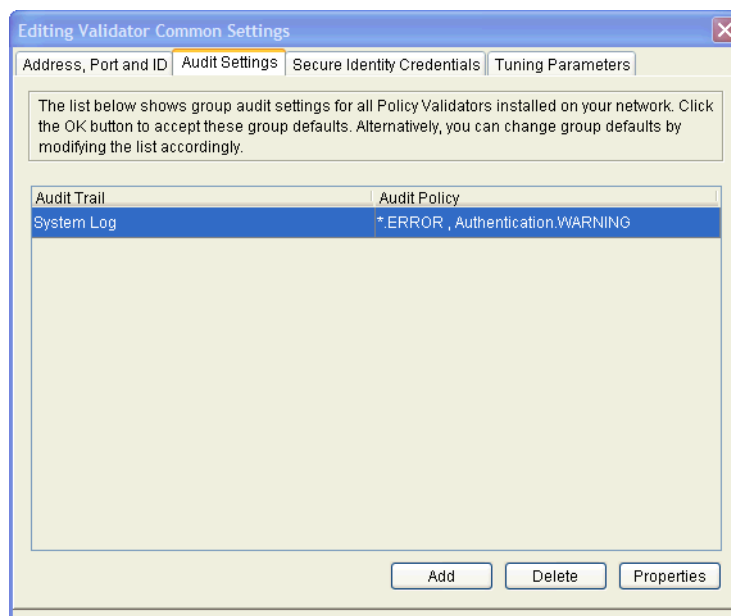 Editing Validator Common Settings
Address, Port and ID Audit Settings Secure Identity Credentials Tuning Parameters
The list below shows group audit settings for all Policy Validators installed on your network. Click
the OK button to accept these group defaults. Alternatively, you can change group defaults by
modifying the list accordingly.
Audit Trail Audit Policy
System Log *.ERROR , Authentication.WARNING
Add Delete Properties